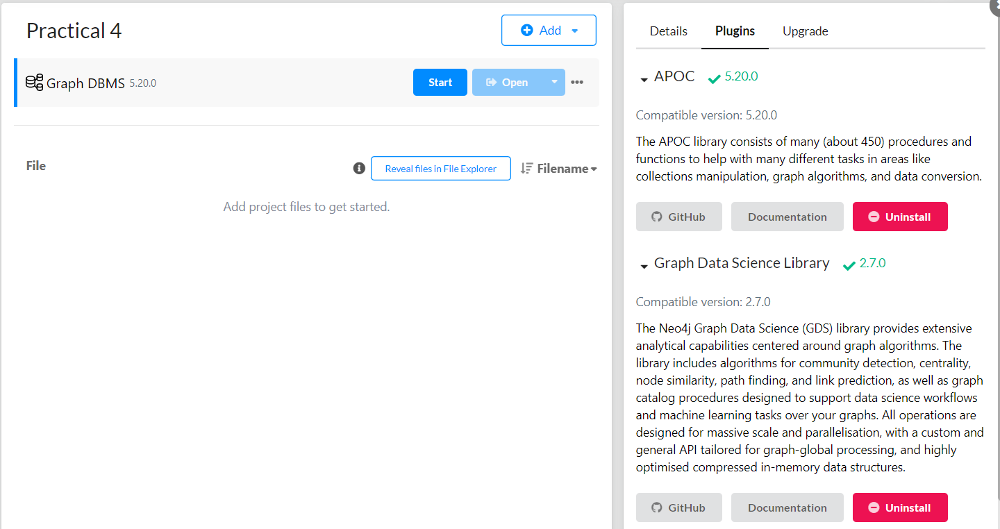 Practical 4
Add
Graph DBMS 5.20.0
Start
Open
File
Reveal files in File Explorer
Filename
Add project files to get started.
Details
Plugins
Upgrade
APOC 5.20.0
Compatible version: 5.20.0
The APOC library consists of many (about 450) procedures and
functions to help with many different tasks in areas like
collections manipulation, graph algorithms, and data conversion.
GitHub
Documentation
Uninstall
Graph Data Science Library 2.7.0
Compatible version: 2.7.0
The Neo4j Graph Data Science (GDS) library provides extensive
analytical capabilities centered around graph algorithms. The
library includes algorithms for community detection, centrality,
node similarity, path finding, and link prediction, as well as graph
catalog procedures designed to support data science workflows
and machine learning tasks over your graphs. All operations are
designed for massive scale and parallelisation, with a custom and
general API tailored for graph-global processing, and highly
optimised compressed in-memory data structures.
GitHub
Documentation
Uninstall